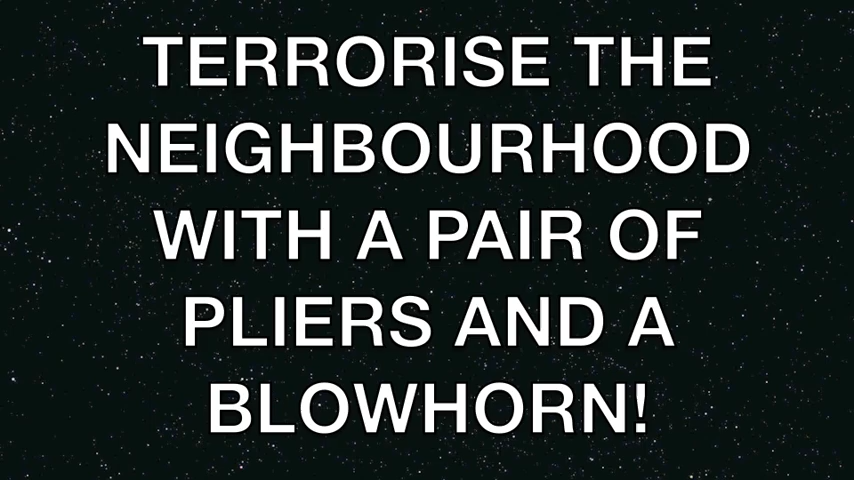 TERRORISE THE
NEIGHBOURHOOD
WITH A PAIR OF
PLIERS AND A
BLOWHORN!